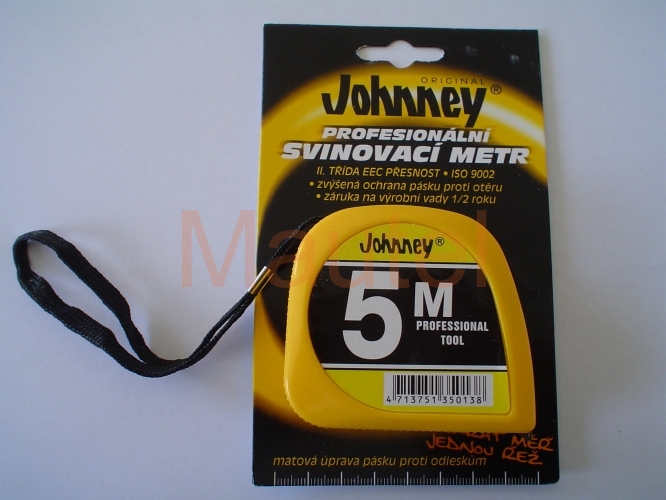 ORIGINAL
Johnney®
PROFESIONÁLNÍ
SVINOVACÍ METR
II. TŘÍDA EEC PŘESNOST • ISO 9002
• zvýšená ochrana pásku proti otěru
• záruka na výrobní vady 1/2 roku
Johnney®
5 M
PROFESSIONAL
TOOL
4 713751 350138
MĚŘ
JEDNOU ŘEŽ
matová úprava pásku proti odleskům